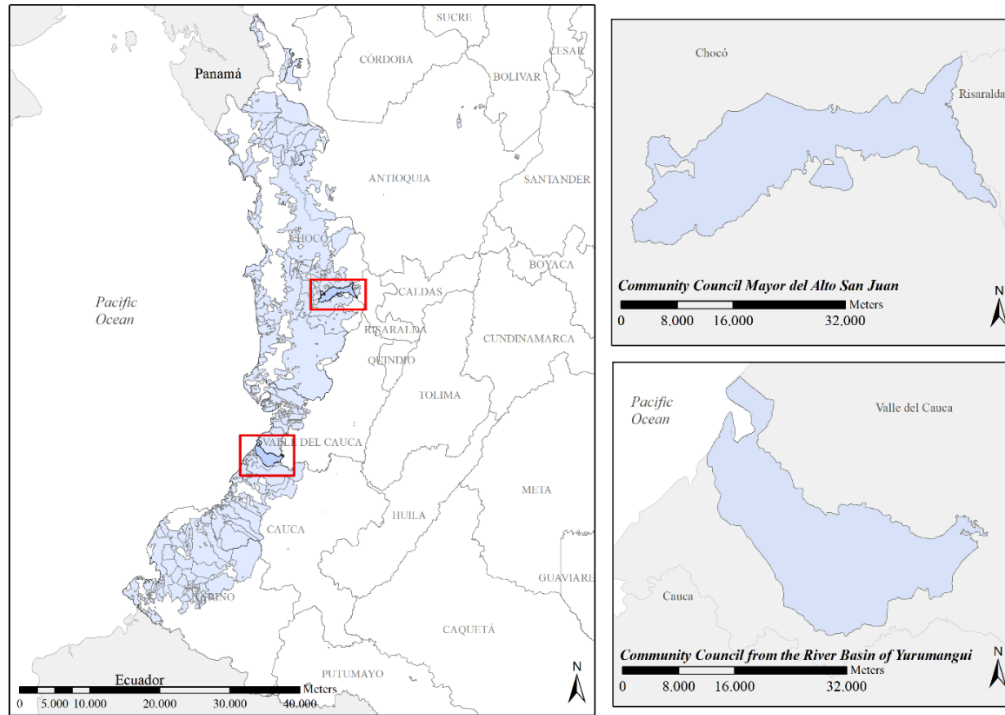 SUCRE
CESAR
CÓRDOBA
Panamá
BOLIVAR
ANTIOQUIA
SANTANDER
CHOCÓ
BOYACA
CALDAS
Pacific
Ocean
RISARALDA
CUNDINAMARCA
QUINDIO
TOLIMA
VALLE DEL CAUCA
META
HUILA
CAUCA
GUAVIARE
NARIÑO
CAQUETÁ
PUTUMAYO
Ecuador
N
Meters
0 5.000 10.000 20.000 30.000 40.000
Chocó
Risaralda
Community Council Mayor del Alto San Juan
N
Meters
0 8.000 16.000 32.000
Pacific
Ocean
Valle del Cauca
Cauca
Community Council from the River Basin of Yurumangui
N
Meters
0 8.000 16.000 32.000